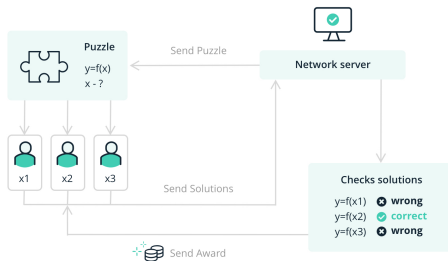 Send Puzzle
Puzzle
y=f(x)
x - ?
Network server
x1
x2
x3
Send Solutions
Checks solutions
y=f(x1) wrong
y=f(x2) correct
y=f(x3) wrong
Send Award